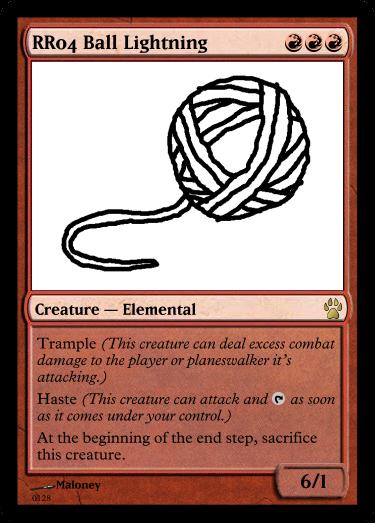 RR04 Ball Lightning
Creature — Elemental
Trample (This creature can deal excess combat
damage to the player or planeswalker it's
attacking.)
Haste (This creature can attack and as soon
as it comes under your control.)
At the beginning of the end step, sacrifice
this creature.
6/1
Maloney
0128